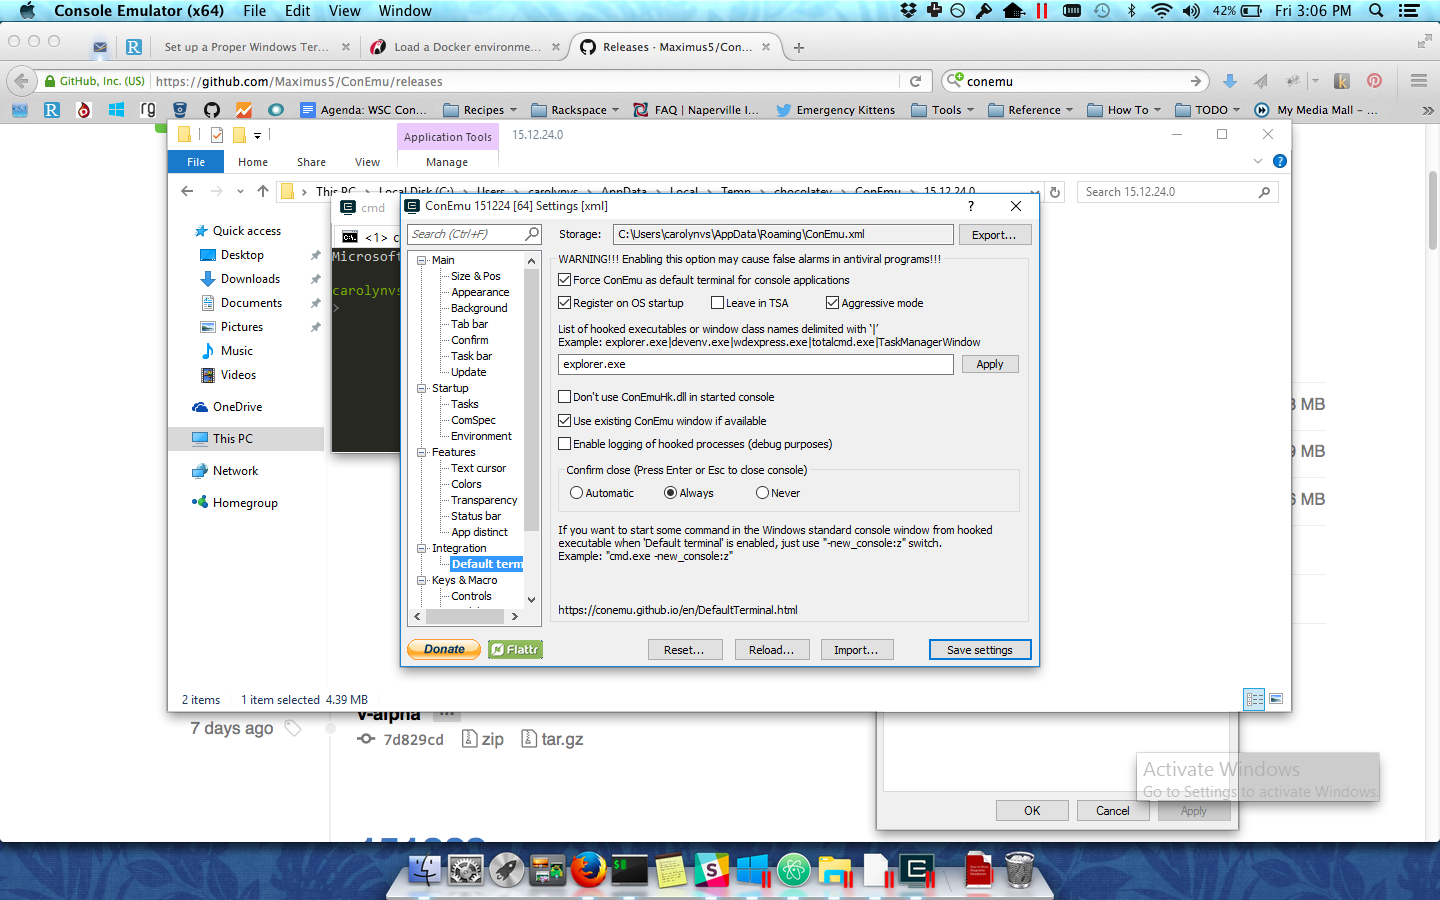 Console Emulator (x64) File Edit View Window 42% Fri 3:06 PM
Set up a Proper Windows Ter... Load a Docker environme... Releases · Maximus5/Con...
GitHub, Inc. (US) https://github.com/Maximus5/ConEmu/releases conemu
Agenda: WSC Con... Recipes Rackspace FAQ | Naperville I... Emergency Kittens Tools Reference How To TODO My Media Mall – ...
Application Tools 15.12.24.0
File Home Share View Manage
This PC Local Disk (C:) Users carolynvs AppData Local Temp chocolatey ConEmu 15.12.24.0 Search 15.12.24.0
Quick access
Desktop
Downloads
Documents
Pictures
Music
Videos
OneDrive
This PC
Network
Homegroup
2 items 1 item selected 4.39 MB
cmd
<1> c
Microsoft
carolynvs
>
ConEmu 151224 [64] Settings [xml] ?
Search (Ctrl+F)
Storage: C:\Users\carolynvs\AppData\Roaming\ConEmu.xml Export...
Main
Size & Pos
Appearance
Background
Tab bar
Confirm
Task bar
Update
Startup
Tasks
ComSpec
Environment
Features
Text cursor
Colors
Transparency
Status bar
App distinct
Integration
Default term
Keys & Macro
Controls
WARNING!!! Enabling this option may cause false alarms in antiviral programs!!!
Force ConEmu as default terminal for console applications
Register on OS startup Leave in TSA Aggressive mode
List of hooked executables or window class names delimited with '|'
Example: explorer.exe|devenv.exe|wdexpress.exe|totalcmd.exe|TaskManagerWindow
explorer.exe Apply
Don't use ConEmuHk.dll in started console
Use existing ConEmu window if available
Enable logging of hooked processes (debug purposes)
Confirm close (Press Enter or Esc to close console)
Automatic Always Never
If you want to start some command in the Windows standard console window from hooked
executable when 'Default terminal' is enabled, just use "-new_console:z" switch.
Example: "cmd.exe -new_console:z"
https://conemu.github.io/en/DefaultTerminal.html
Donate Flattr Reset... Reload... Import... Save settings
MB
MB
MB
v-alpha ...
7 days ago 7d829cd zip tar.gz
Activate Windows
Go to Settings to activate Windows.
OK Cancel Apply